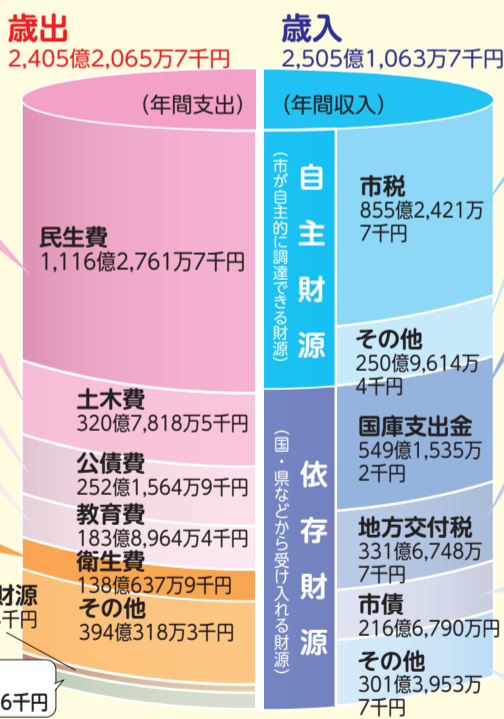 歳出
2,405億2,065万7千円
(年間支出)
民生費
1,116億2,761万7千円
土木費
320億7,818万5千円
公債費
252億1,564万9千円
教育費
183億8,964万4千円
衛生費
138億637万9千円
その他
394億318万3千円
財源
千円
6千円
歳入
2,505億1,063万7千円
(年間収入)
自主財源
(市が自主的に調達できる財源)
市税
855億2,421万
7千円
その他
250億9,614万
4千円
依存財源
(国・県などから受け入れる財源)
国庫支出金
549億1,535万
2千円
地方交付税
331億6,748万
7千円
市債
216億6,790万円
その他
301億3,953万
7千円